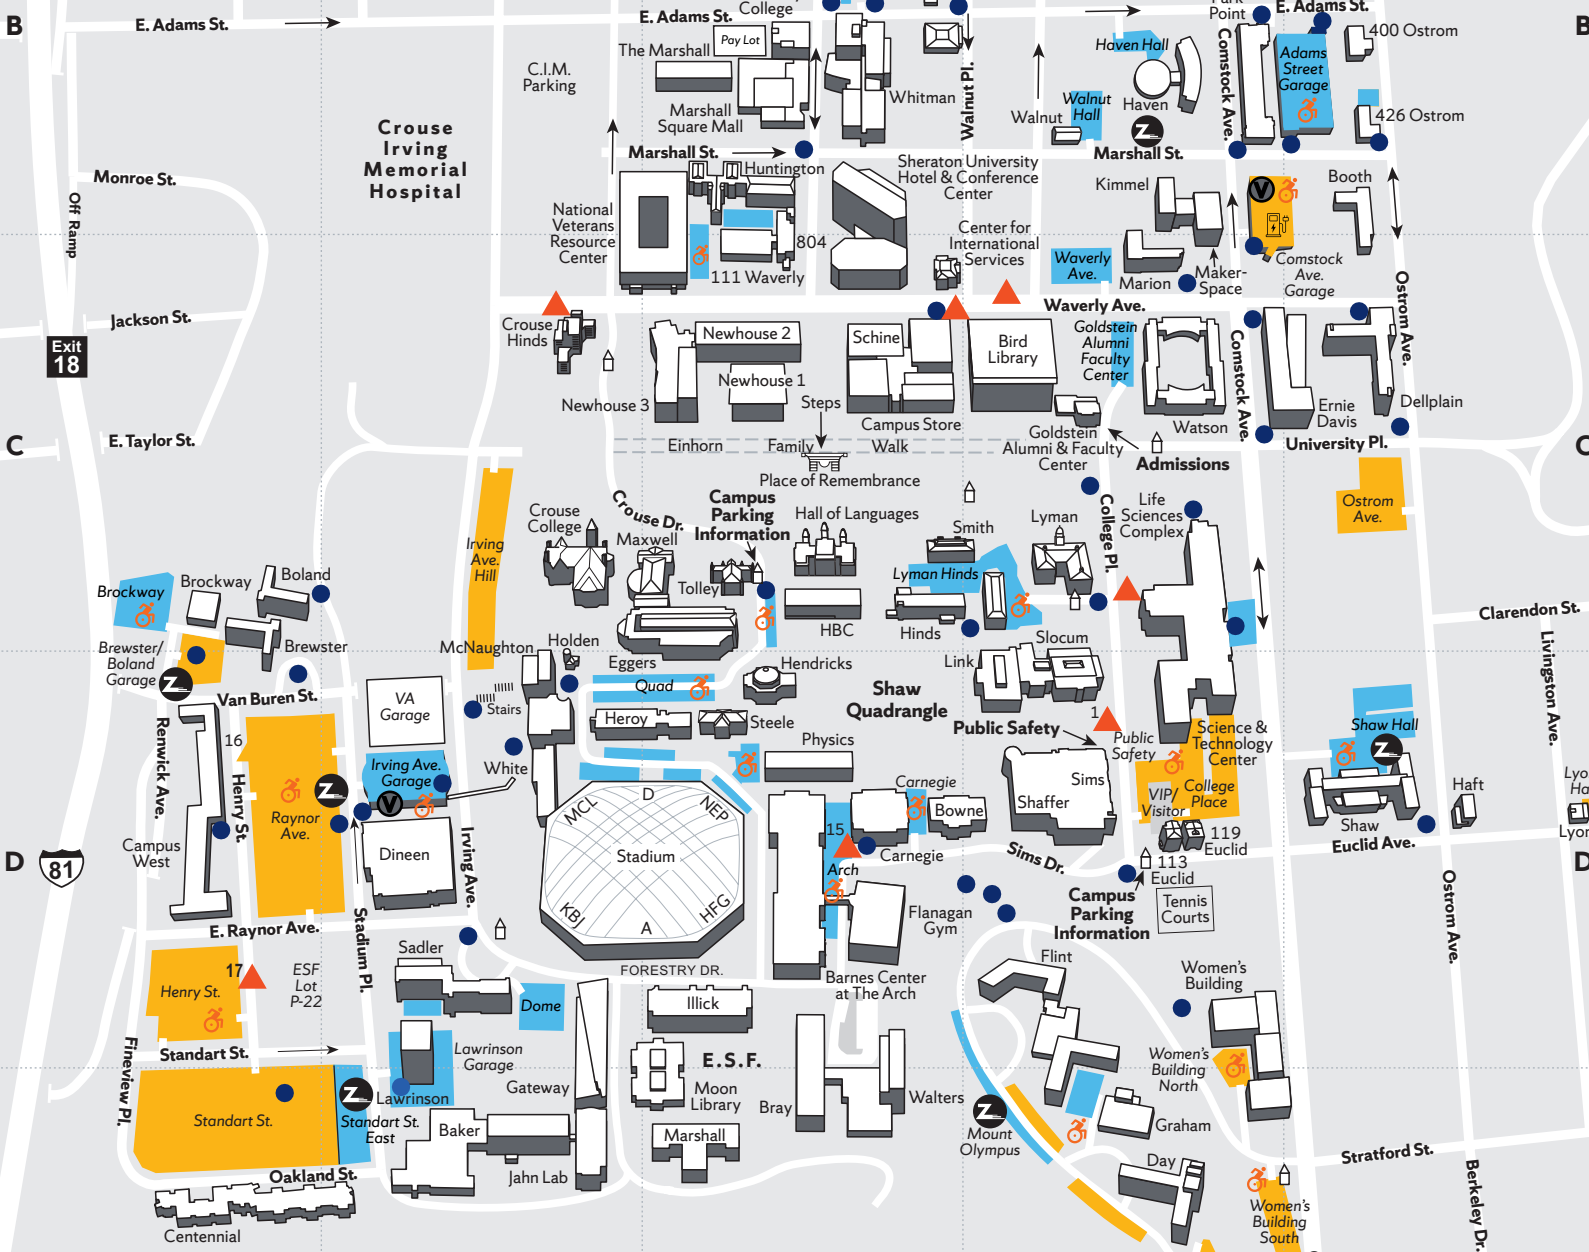 B
E. Adams St.
E. Adams St.
College
Point
E. Adams St.
B
400 Ostrom
The Marshall
Pay Lot
C.I.M.
Parking
Marshall
Square Mall
Whitman
Walnut Pl.
Haven Hall
Haven
Walnut
Hall
Walnut
Z
Comstock Ave.
Adams
Street
Garage
426 Ostrom
Crouse
Irving
Memorial
Hospital
Marshall St.
Marshall St.
Monroe St.
Off Ramp
Huntington
Sheraton University
Hotel & Conference
Center
Kimmel
V
Booth
National
Veterans
Resource
Center
804
111 Waverly
Center for
International
Services
Waverly
Ave.
Marion
Maker-
Space
Comstock
Ave.
Garage
Waverly Ave.
Ostrom Ave.
Jackson St.
Exit
18
Crouse
Hinds
Newhouse 2
Newhouse 1
Newhouse 3
Schine
Bird
Library
Goldstein
Alumni
Faculty
Center
Comstock Ave.
Watson
Ernie
Davis
Dellplain
Steps
Campus Store
C
E. Taylor St.
Einhorn
Family
Walk
Goldstein
Alumni & Faculty
Center
Admissions
University Pl.
C
Place of Remembrance
Ostrom
Ave.
Crouse Dr.
Campus
Parking
Information
Hall of Languages
Crouse
College
Maxwell
Smith
Lyman
College Pl.
Life
Sciences
Complex
Irving
Ave.
Hill
Tolley
Lyman Hinds
HBC
Hinds
Brockway
Brockway
Boland
Brewster
Brewster/
Boland
Garage
Z
Clarendon St.
Livingston Ave.
McNaughton
Holden
Eggers
Hendricks
Link
Slocum
Quad
Shaw
Quadrangle
Van Buren St.
VA
Garage
Stairs
Heroy
Steele
Public Safety
1
Public
Safety
Science &
Technology
Center
Shaw Hall
Z
Renwick Ave.
16
Henry St.
Irving Ave.
Garage
Z
V
White
Physics
Carnegie
Sims
Shaffer
VIP/
Visitor
College
Place
Haft
Raynor
Ave.
MCL
D
NEP
Stadium
KBJ
A
HFG
Bowne
15
Carnegie
Arch
119
Euclid
113
Euclid
Shaw
Euclid Ave.
D
81
Campus
West
Dineen
Irving Ave.
Sims Dr.
D
Campus
Parking
Information
Tennis
Courts
Ostrom Ave.
Flanagan
Gym
E. Raynor Ave.
Stadium Pl.
Sadler
FORESTRY DR.
Barnes Center
at The Arch
Flint
Women's
Building
17
Henry St.
ESF
Lot
P-22
Dome
Illick
Standart St.
Lawrinson
Garage
E.S.F.
Women's
Building
North
Fineview Pl.
Standart St.
Z
Lawrinson
Standart St.
East
Gateway
Moon
Library
Bray
Walters
Z
Mount
Olympus
Graham
Baker
Marshall
Jahn Lab
Day
Stratford St.
Oakland St.
Centennial
Women's
Building
South
Berkeley Dr.